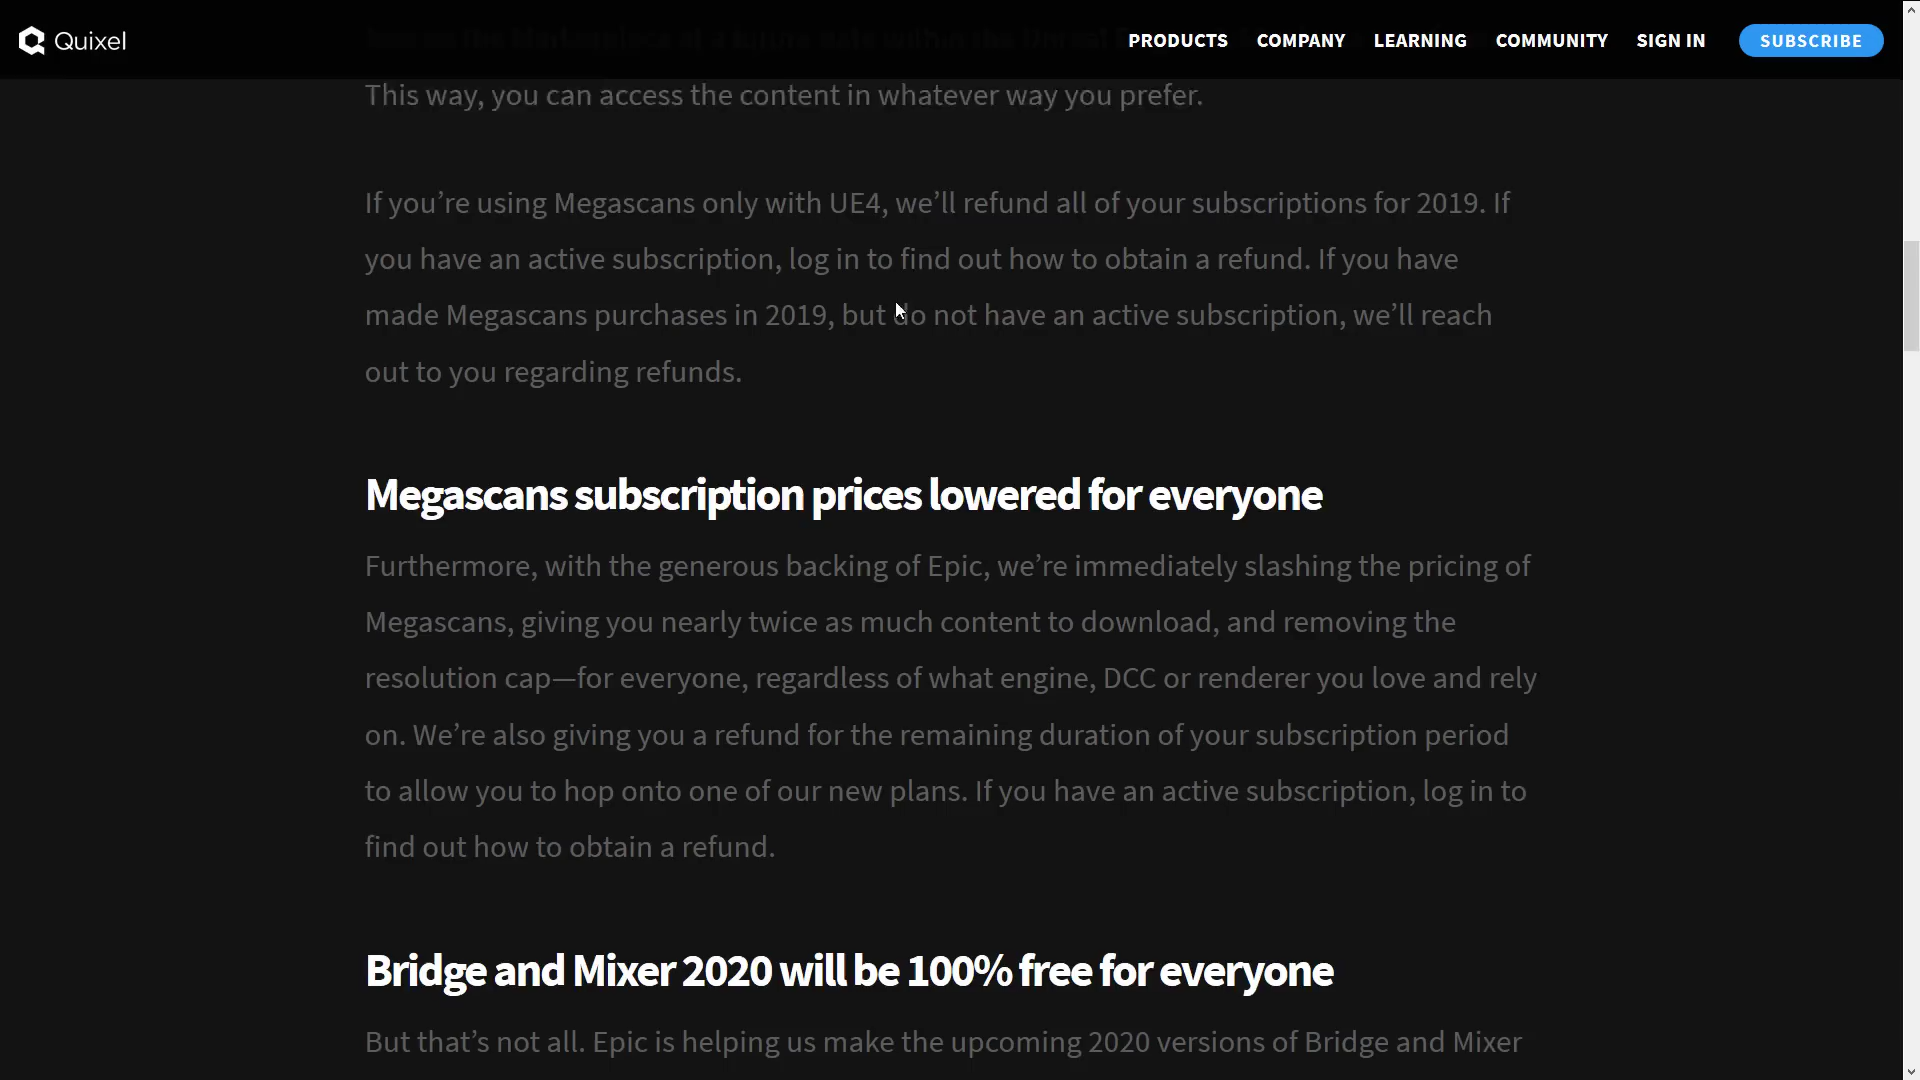 Quixel
PRODUCTS COMPANY LEARNING COMMUNITY SIGN IN SUBSCRIBE
This way, you can access the content in whatever way you prefer.
If you’re using Megascans only with UE4, we’ll refund all of your subscriptions for 2019. If
you have an active subscription, log in to find out how to obtain a refund. If you have
made Megascans purchases in 2019, but do not have an active subscription, we’ll reach
out to you regarding refunds.
Megascans subscription prices lowered for everyone
Furthermore, with the generous backing of Epic, we’re immediately slashing the pricing of
Megascans, giving you nearly twice as much content to download, and removing the
resolution cap—for everyone, regardless of what engine, DCC or renderer you love and rely
on. We’re also giving you a refund for the remaining duration of your subscription period
to allow you to hop onto one of our new plans. If you have an active subscription, log in to
find out how to obtain a refund.
Bridge and Mixer 2020 will be 100% free for everyone
But that’s not all. Epic is helping us make the upcoming 2020 versions of Bridge and Mixer